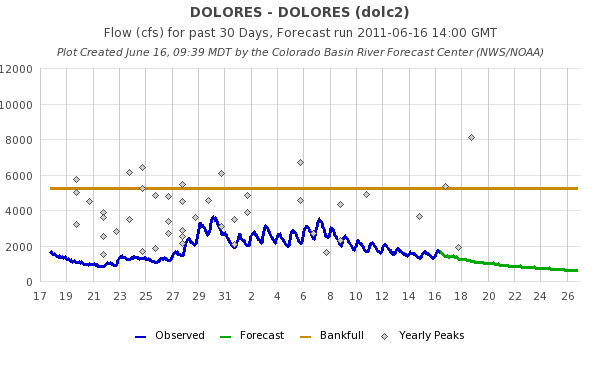 DOLORES - DOLORES (dolc2)
Flow (cfs) for past 30 Days, Forecast run 2011-06-16 14:00 GMT
Plot Created June 16, 09:39 MDT by the Colorado Basin River Forecast Center (NWS/NOAA)
12000
10000
8000
6000
4000
2000
0
17 19 21 23 25 27 29 31 2 4 6 8 10 12 14 16 18 20 22 24 26
Observed Forecast Bankfull Yearly Peaks